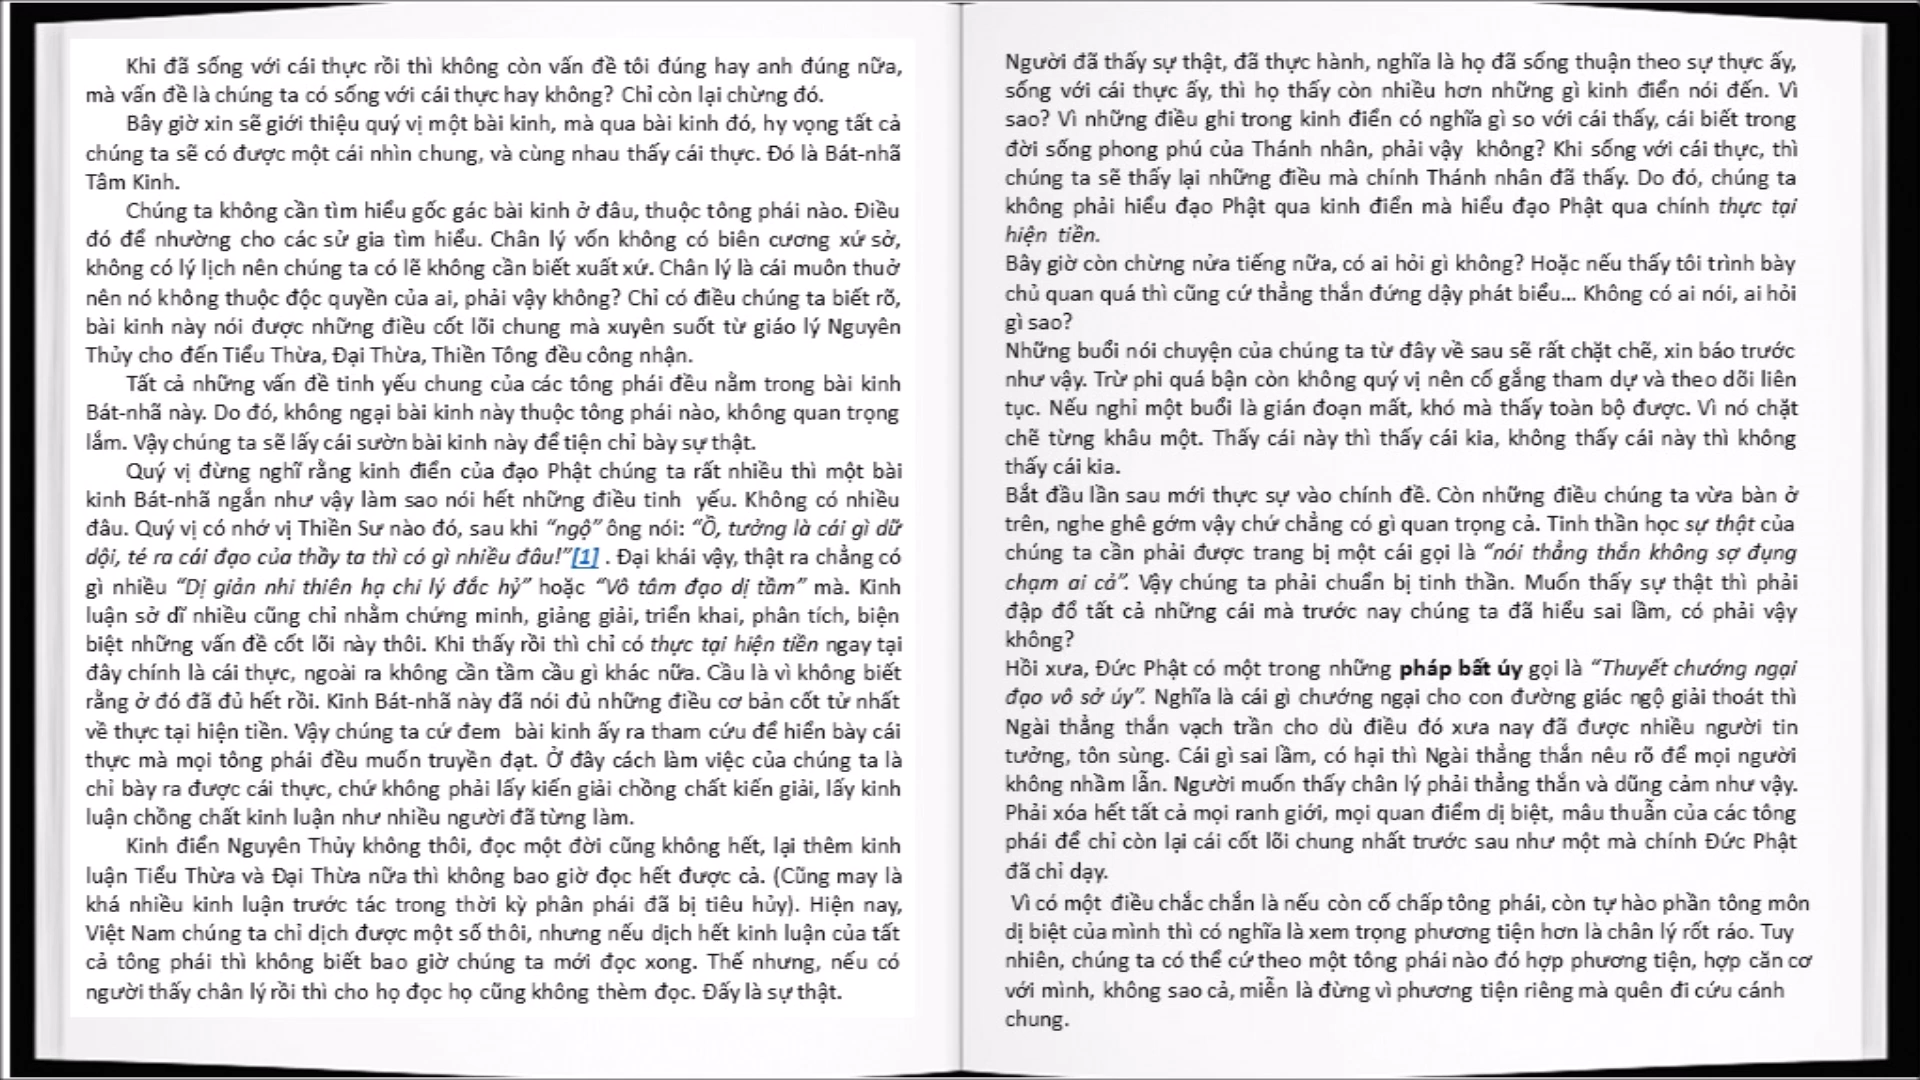 Khi đã sống với cái thực rồi thì không còn vấn đề tôi đúng hay anh đúng nữa,
mà vấn đề là chúng ta có sống với cái thực hay không? Chỉ còn lại chừng đó.
Bây giờ xin sẽ giới thiệu quý vị một bài kinh, mà qua bài kinh đó, hy vọng tất cả
chúng ta sẽ có được một cái nhìn chung, và cùng nhau thấy cái thực. Đó là Bát-nhã
Tâm Kinh.
Chúng ta không cần tìm hiểu gốc gác bài kinh ở đâu, thuộc tông phái nào. Điều
đó để nhường cho các sử gia tìm hiểu. Chân lý vốn không có biên cương xứ sở,
không có lý lịch nên chúng ta có lẽ không cần biết xuất xứ. Chân lý là cái muôn thuở
nên nó không thuộc độc quyền của ai, phải vậy không? Chỉ có điều chúng ta biết rõ,
bài kinh này nói được những điều cốt lõi chung mà xuyên suốt từ giáo lý Nguyên
Thủy cho đến Tiểu Thừa, Đại Thừa, Thiền Tông đều công nhận.
Tất cả những vấn đề tinh yếu chung của các tông phái đều nằm trong bài kinh
Bát-nhã này. Do đó, không ngại bài kinh này thuộc tông phái nào, không quan trọng
lắm. Vậy chúng ta sẽ lấy cái sườn bài kinh này để tiện chỉ bày sự thật.
Quý vị đừng nghĩ rằng kinh điển của đạo Phật chúng ta rất nhiều thì một bài
kinh Bát-nhã ngắn như vậy làm sao nói hết những điều tinh yếu. Không có nhiều
đâu. Quý vị có nhớ vị Thiền Sư nào đó, sau khi “ngộ” ông nói: “Ồ, tưởng là cái gì dữ
dội, té ra cái đạo của thầy ta thì có gì nhiều đâu!”[1] . Đại khái vậy, thật ra chẳng có
gì nhiều “Dị giản nhi thiên hạ chi lý đắc hỷ” hoặc “Vô tâm đạo dị tầm” mà. Kinh
luận sở dĩ nhiều cũng chỉ nhằm chứng minh, giảng giải, triển khai, phân tích, biện
biệt những vấn đề cốt lõi này thôi. Khi thấy rồi thì chỉ có thực tại hiện tiền ngay tại
đây chính là cái thực, ngoài ra không cần tầm cầu gì khác nữa. Cầu là vì không biết
rằng ở đó đã đủ hết rồi. Kinh Bát-nhã này đã nói đủ những điều cơ bản cốt tử nhất
về thực tại hiện tiền. Vậy chúng ta cứ đem bài kinh ấy ra tham cứu để hiển bày cái
thực mà mọi tông phái đều muốn truyền đạt. Ở đây cách làm việc của chúng ta là
chỉ bày ra được cái thực, chứ không phải lấy kiến giải chồng chất kiến giải, lấy kinh
luận chồng chất kinh luận như nhiều người đã từng làm.
Kinh điển Nguyên Thủy không thôi, đọc một đời cũng không hết, lại thêm kinh
luận Tiểu Thừa và Đại Thừa nữa thì không bao giờ đọc hết được cả. (Cũng may là
khá nhiều kinh luận trước tác trong thời kỳ phân phái đã bị tiêu hủy). Hiện nay,
Việt Nam chúng ta chỉ dịch được một số thôi, nhưng nếu dịch hết kinh luận của tất
cả tông phái thì không biết bao giờ chúng ta mới đọc xong. Thế nhưng, nếu có
người thấy chân lý rồi thì cho họ đọc họ cũng không thèm đọc. Đấy là sự thật.
Người đã thấy sự thật, đã thực hành, nghĩa là họ đã sống thuận theo sự thực ấy,
sống với cái thực ấy, thì họ thấy còn nhiều hơn những gì kinh điển nói đến. Vì
sao? Vì những điều ghi trong kinh điển có nghĩa gì so với cái thấy, cái biết trong
đời sống phong phú của Thánh nhân, phải vậy không? Khi sống với cái thực, thì
chúng ta sẽ thấy lại những điều mà chính Thánh nhân đã thấy. Do đó, chúng ta
không phải hiểu đạo Phật qua kinh điển mà hiểu đạo Phật qua chính thực tại
hiện tiền.
Bây giờ còn chừng nửa tiếng nữa, có ai hỏi gì không? Hoặc nếu thấy tôi trình bày
chủ quan quá thì cũng cứ thẳng thắn đứng dậy phát biểu... Không có ai nói, ai hỏi
gì sao?
Những buổi nói chuyện của chúng ta từ đây về sau sẽ rất chặt chẽ, xin báo trước
như vậy. Trừ phi quá bận còn không quý vị nên cố gắng tham dự và theo dõi liên
tục. Nếu nghỉ một buổi là gián đoạn mất, khó mà thấy toàn bộ được. Vì nó chặt
chẽ từng khâu một. Thấy cái này thì thấy cái kia, không thấy cái này thì không
thấy cái kia.
Bắt đầu lần sau mới thực sự vào chính đề. Còn những điều chúng ta vừa bàn ở
trên, nghe ghê gớm vậy chứ chẳng có gì quan trọng cả. Tinh thần học sự thật của
chúng ta cần phải được trang bị một cái gọi là “nói thẳng thắn không sợ đụng
chạm ai cả”. Vậy chúng ta phải chuẩn bị tinh thần. Muốn thấy sự thật thì phải
đập đổ tất cả những cái mà trước nay chúng ta đã hiểu sai lầm, có phải vậy
không?
Hồi xưa, Đức Phật có một trong những pháp bất úy gọi là “Thuyết chướng ngại
đạo vô sở úy”. Nghĩa là cái gì chướng ngại cho con đường giác ngộ giải thoát thì
Ngài thẳng thắn vạch trần cho dù điều đó xưa nay đã được nhiều người tin
tưởng, tôn sùng. Cái gì sai lầm, có hại thì Ngài thẳng thắn nêu rõ để mọi người
không nhầm lẫn. Người muốn thấy chân lý phải thẳng thắn và dũng cảm như vậy.
Phải xóa hết tất cả mọi ranh giới, mọi quan điểm dị biệt, mâu thuẫn của các tông
phái để chỉ còn lại cái cốt lõi chung nhất trước sau như một mà chính Đức Phật
đã chỉ dạy.
Vì có một điều chắc chắn là nếu còn cố chấp tông phái, còn tự hào phần tông môn
dị biệt của mình thì có nghĩa là xem trọng phương tiện hơn là chân lý rốt ráo. Tuy
nhiên, chúng ta có thể cứ theo một tông phái nào đó hợp phương tiện, hợp căn cơ
với mình, không sao cả, miễn là đừng vì phương tiện riêng mà quên đi cứu cánh
chung.